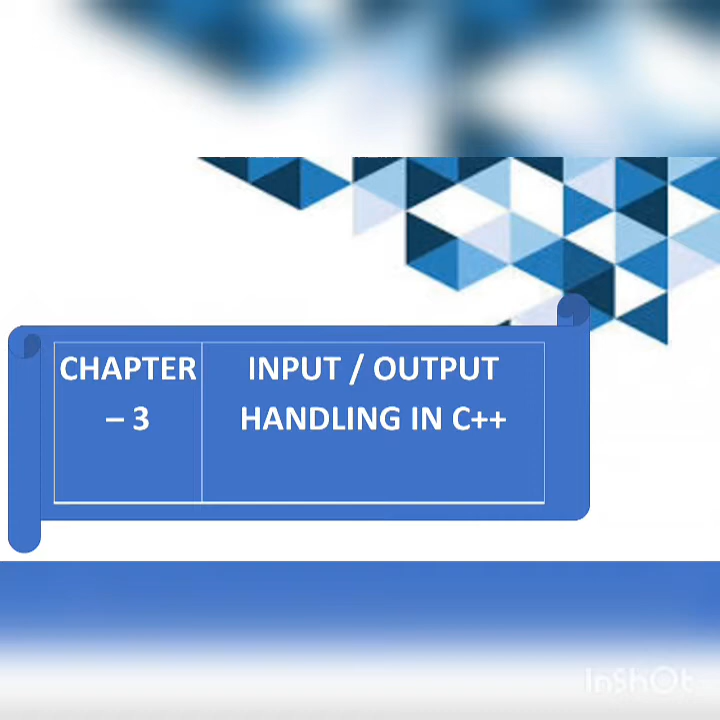 CHAPTER
– 3
INPUT / OUTPUT
HANDLING IN C++
InShOt